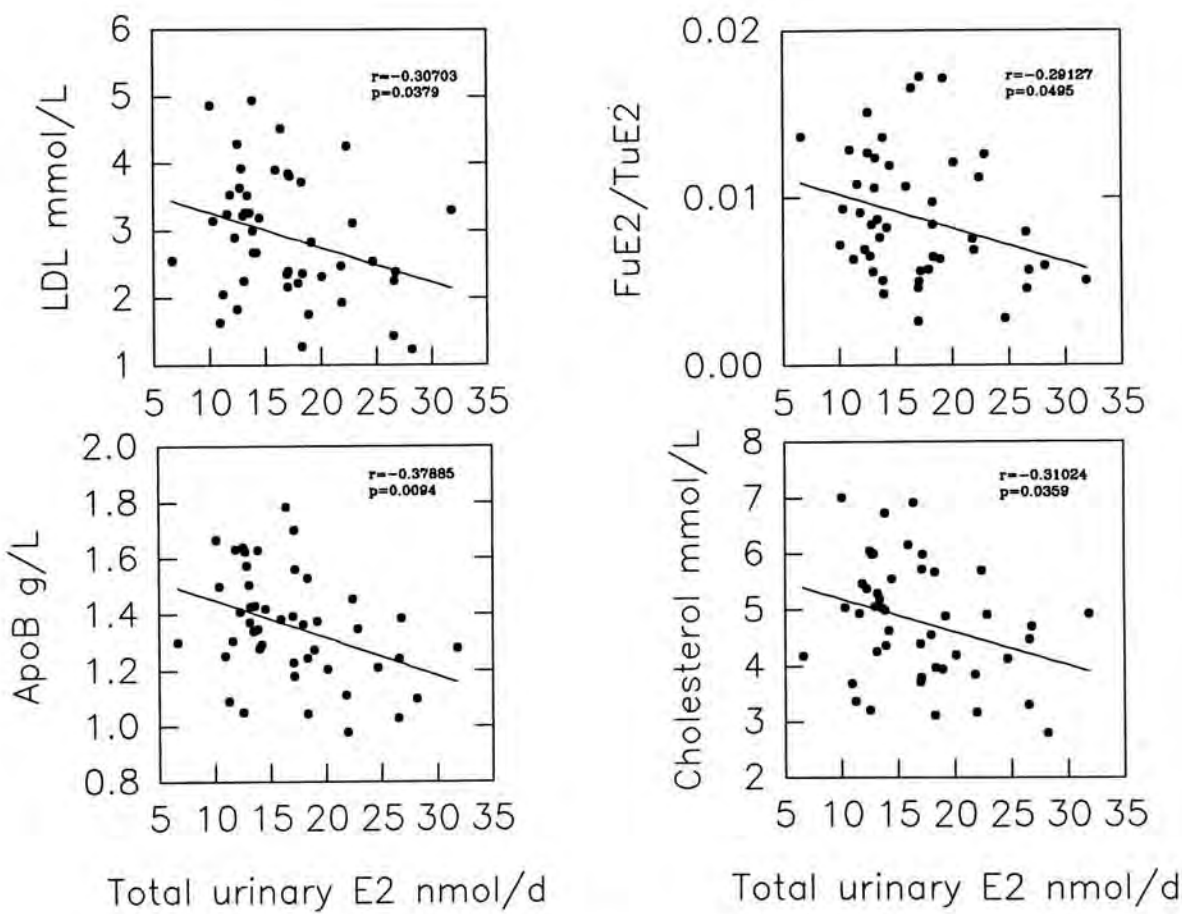 LDL mmol/L
6
5
4
3
2
1
r=-0.30703
p=0.0379
5 10 15 20 25 30 35
FuE2/TuE2
0.02
0.01
0.00
r=-0.29127
p=0.0495
5 10 15 20 25 30 35
ApoB g/L
2.0
1.8
1.6
1.4
1.2
1.0
0.8
r=-0.37885
p=0.0094
5 10 15 20 25 30 35
Total urinary E2 nmol/d
Cholesterol mmol/L
8
7
6
5
4
3
2
r=-0.31024
p=0.0359
5 10 15 20 25 30 35
Total urinary E2 nmol/d